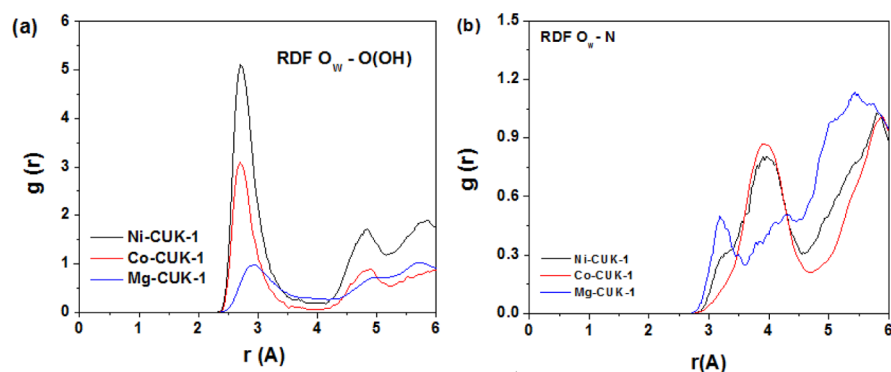 (a)
RDF Ow - O(OH)
g (r)
6
5
4
3
2
1
0
Ni-CUK-1
Co-CUK-1
Mg-CUK-1
0 1 2 3 4 5 6
r (A)
(b)
RDF Ow - N
g (r)
1.5
1.2
0.9
0.6
0.3
0.0
Ni-CUK-1
Co-CUK-1
Mg-CUK-1
0 1 2 3 4 5 6
r(A)